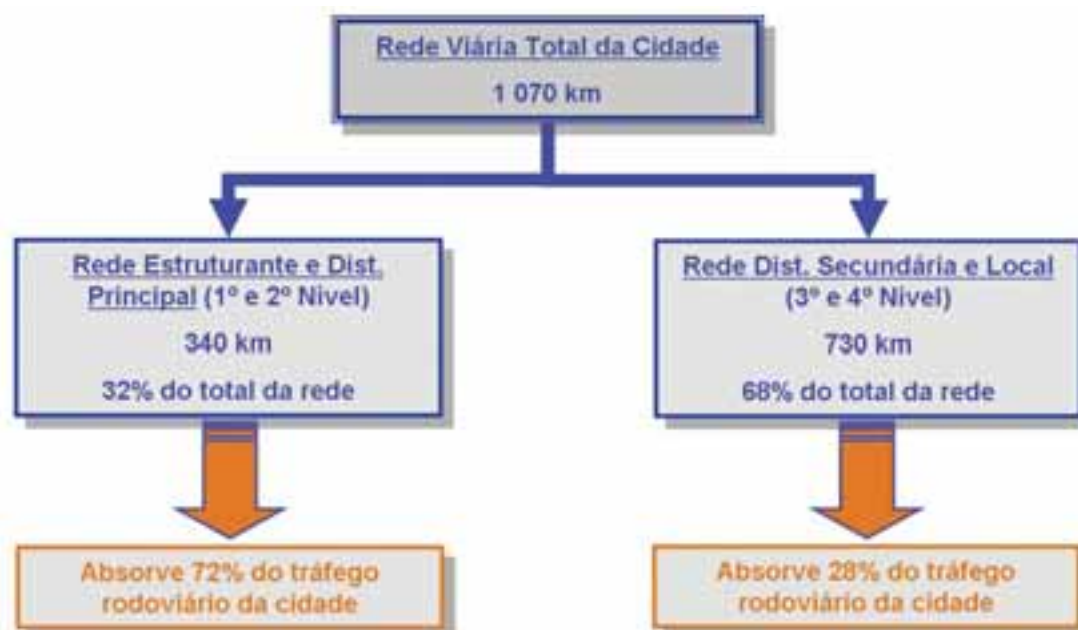 Rede Viária Total da Cidade
1 070 km
Rede Estruturante e Dist.
Principal (1º e 2º Nivel)
340 km
32% do total da rede
Rede Dist. Secundária e Local
(3º e 4º Nivel)
730 km
68% do total da rede
Absorve 72% do tráfego
rodoviário da cidade
Absorve 28% do tráfego
rodoviário da cidade